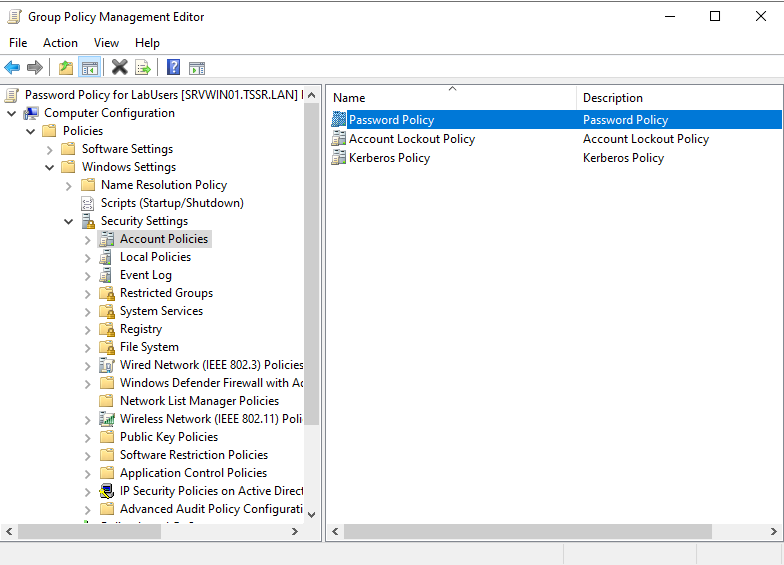 Group Policy Management Editor
File Action View Help
Password Policy for LabUsers [SRVWIN01.TSSR.LAN]
Computer Configuration
Policies
Software Settings
Windows Settings
Name Resolution Policy
Scripts (Startup/Shutdown)
Security Settings
Account Policies
Local Policies
Event Log
Restricted Groups
System Services
Registry
File System
Wired Network (IEEE 802.3) Policies
Windows Defender Firewall with Ac
Network List Manager Policies
Wireless Network (IEEE 802.11) Poli
Public Key Policies
Software Restriction Policies
Application Control Policies
IP Security Policies on Active Direct
Advanced Audit Policy Configurati
Name Description
Password Policy Password Policy
Account Lockout Policy Account Lockout Policy
Kerberos Policy Kerberos Policy